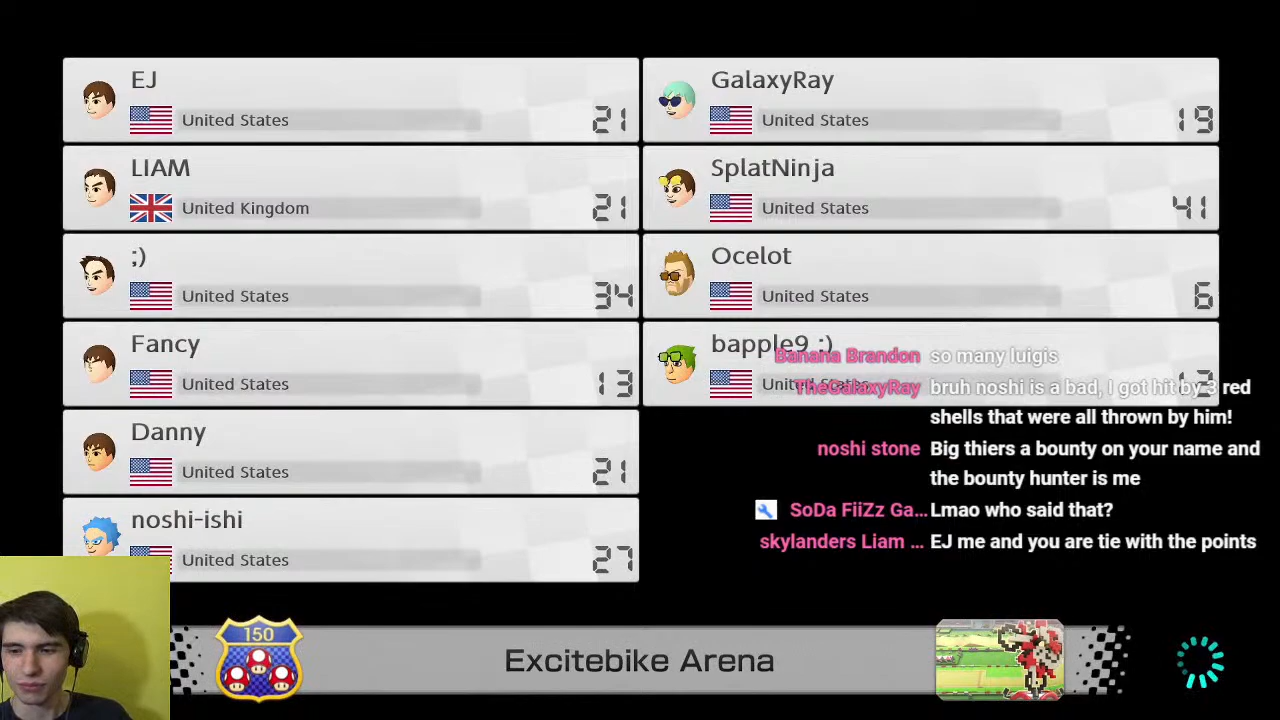 EJ
United States 21
LIAM
United Kingdom 21
;)
United States 34
Fancy
United States 13
Danny
United States 21
noshi-ishi
United States 27
GalaxyRay
United States 19
SplatNinja
United States 41
Ocelot
United States 6
bapple9 :)
United States
Banana Brandon so many luigis
TheGalaxyRay bruh noshi is a bad, I got hit by 3 red
shells that were all thrown by him!
noshi stone Big thiers a bounty on your name and
the bounty hunter is me
SoDa FiiZz Ga... Lmao who said that?
skylanders Liam ... EJ me and you are tie with the points
150
Excitebike Arena